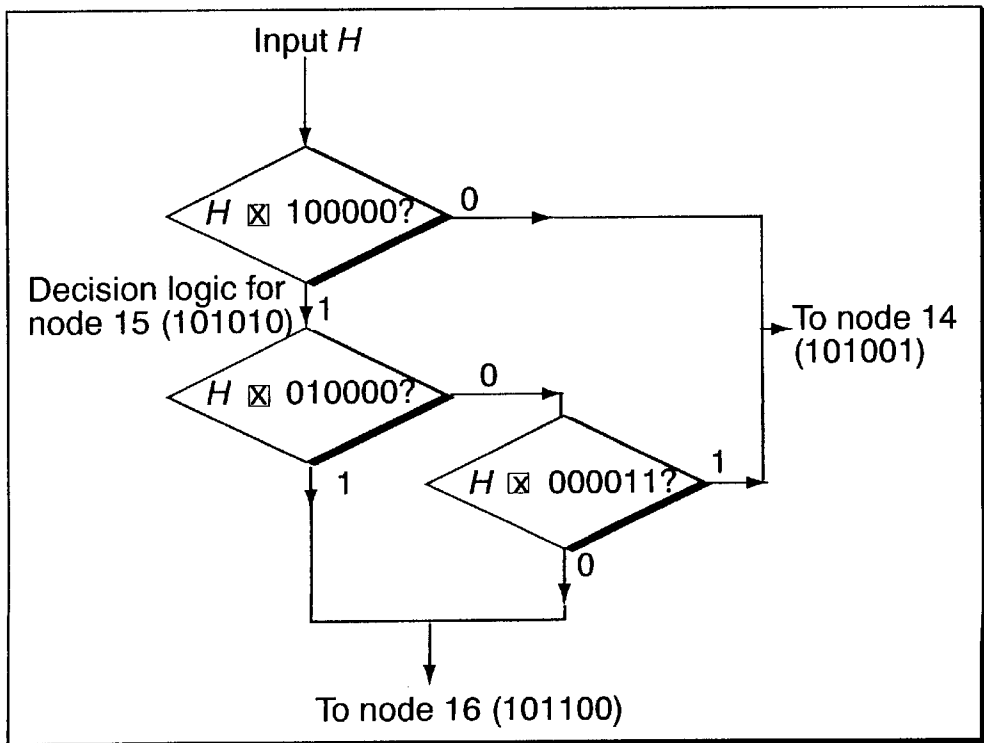 Input H
H ☒ 100000?
0
Decision logic for
node 15 (101010)
1
To node 14
(101001)
H ☒ 010000?
0
H ☒ 000011?
1
1
0
To node 16 (101100)